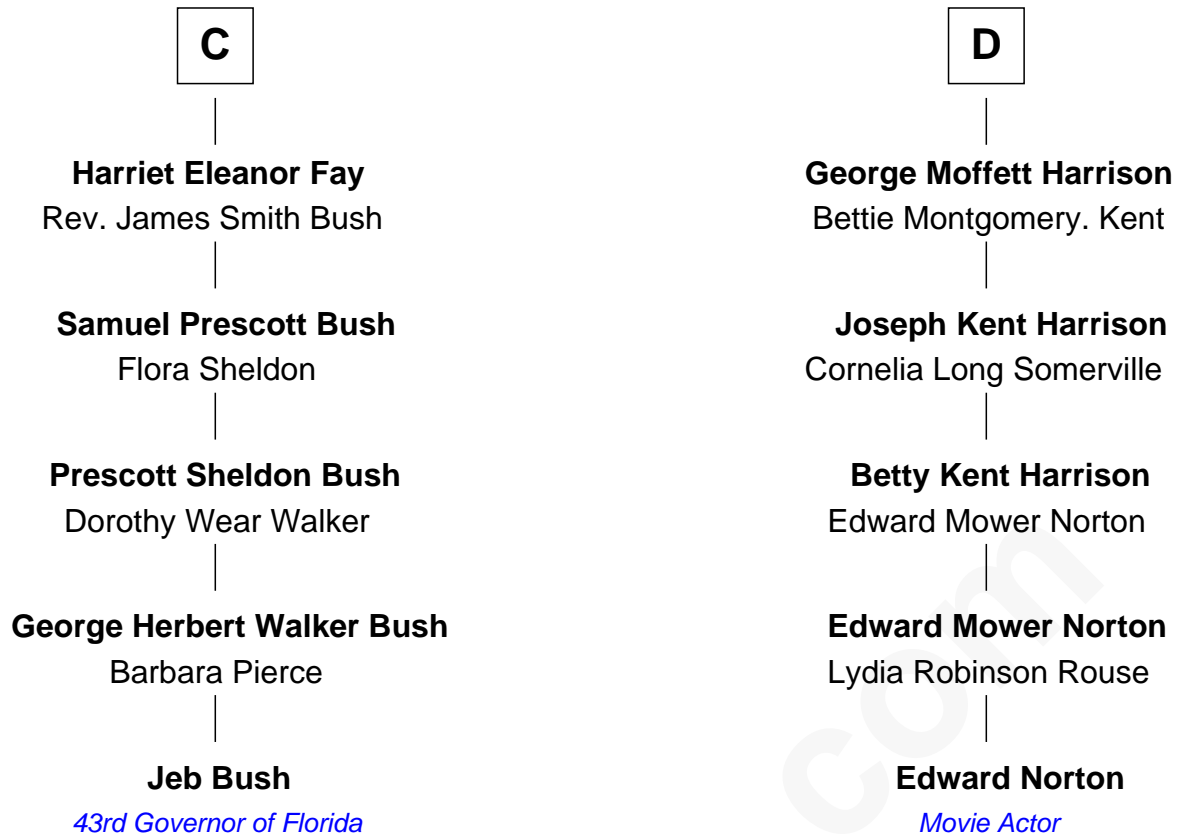 C
Harriet Eleanor Fay
Rev. James Smith Bush
Samuel Prescott Bush
Flora Sheldon
Prescott Sheldon Bush
Dorothy Wear Walker
George Herbert Walker Bush
Barbara Pierce
Jeb Bush
43rd Governor of Florida
D
George Moffett Harrison
Bettie Montgomery. Kent
Joseph Kent Harrison
Cornelia Long Somerville
Betty Kent Harrison
Edward Mower Norton
Edward Mower Norton
Lydia Robinson Rouse
Edward Norton
Movie Actor
com